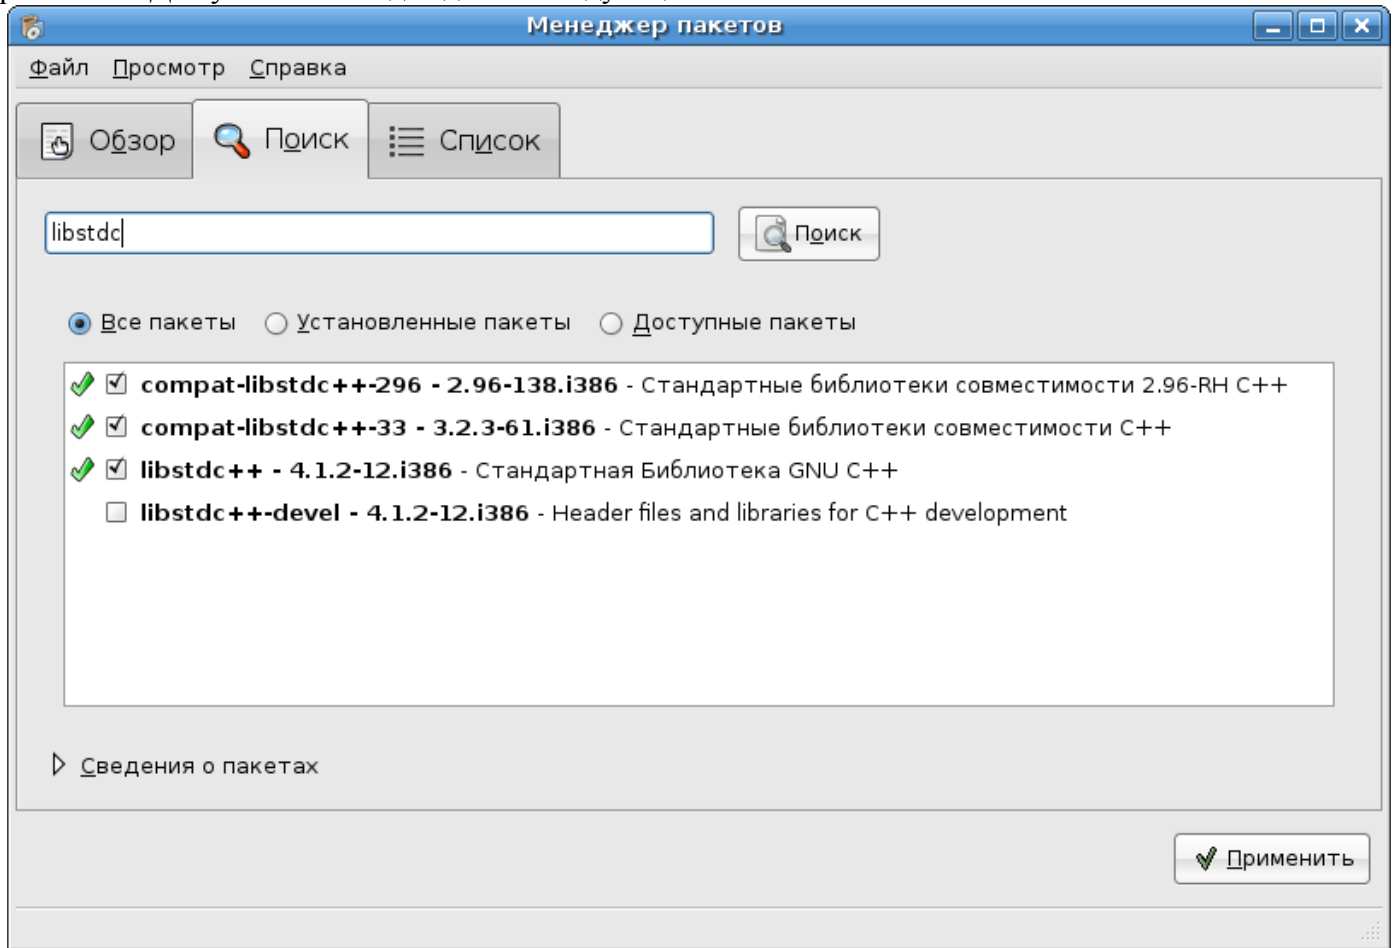 Менеджер пакетов
Файл Просмотр Справка
Обзор Поиск Список
libstdc Поиск
Все пакеты Установленные пакеты Доступные пакеты
compat-libstdc++-296 - 2.96-138.i386 - Стандартные библиотеки совместимости 2.96-RH C++
compat-libstdc++-33 - 3.2.3-61.i386 - Стандартные библиотеки совместимости C++
libstdc++ - 4.1.2-12.i386 - Стандартная Библиотека GNU C++
libstdc++-devel - 4.1.2-12.i386 - Header files and libraries for C++ development
Сведения о пакетах
Применить